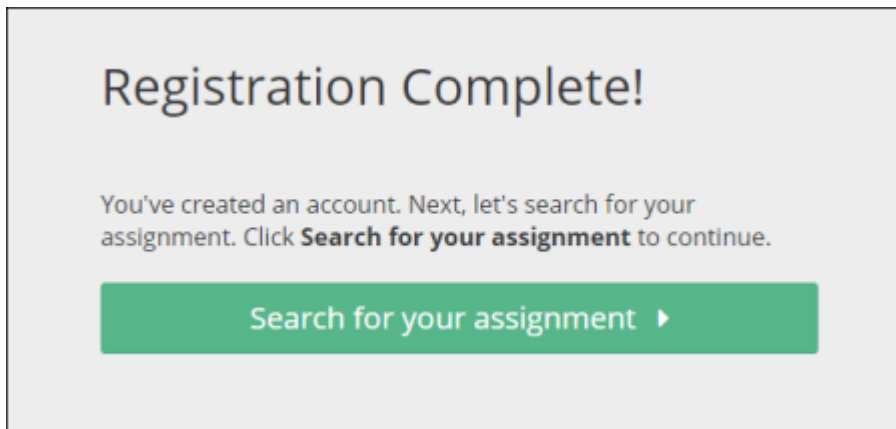 Registration Complete!
You've created an account. Next, let's search for your
assignment. Click Search for your assignment to continue.
Search for your assignment